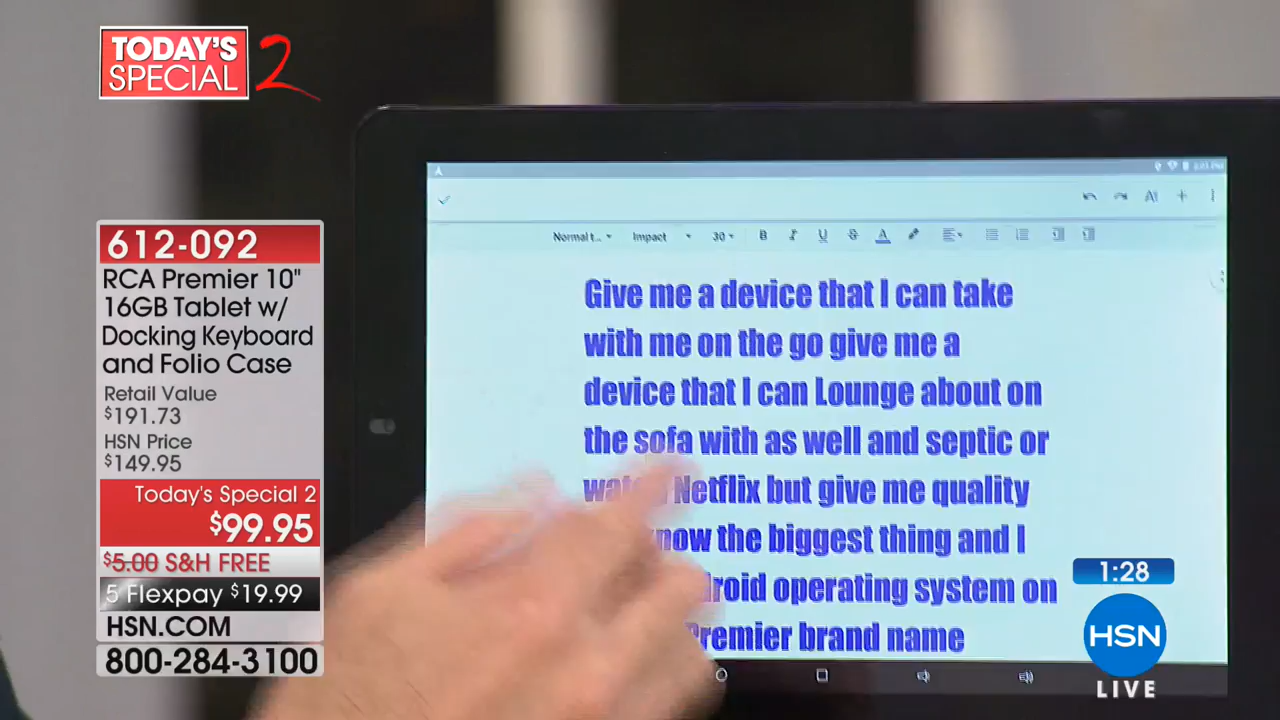 TODAY'S
SPECIAL 2
612-092
RCA Premier 10"
16GB Tablet w/
Docking Keyboard
and Folio Case
Retail Value
$191.73
HSN Price
$149.95
Today's Special 2
$99.95
$5.00 S&H FREE
5 Flexpay $19.99
HSN.COM
800-284-3100
Normal t... Impact 30 B I U S A
Give me a device that I can take
with me on the go give me a
device that I can Lounge about on
the sofa with as well and septic or
Netflix but give me quality
the biggest thing and I
operating system on
Premier brand name
1:28
HSN
LIVE